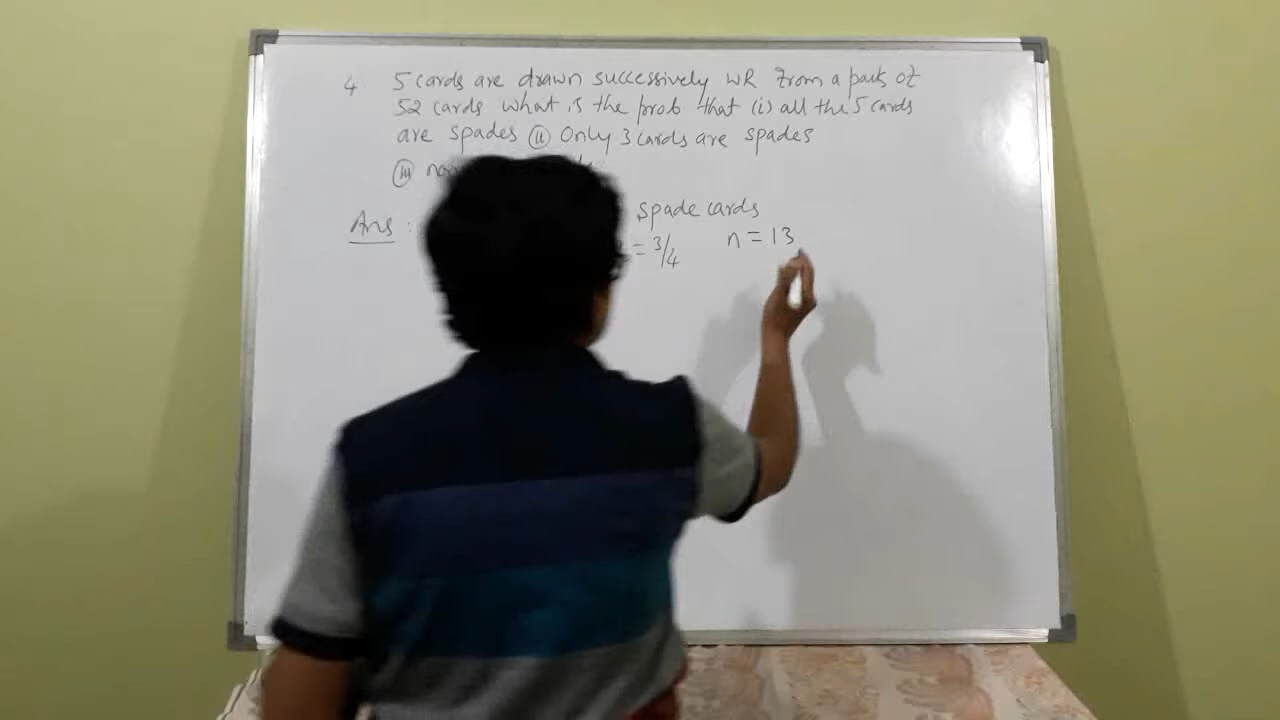 4 5 cards are drawn successively WR from a pack of
52 cards what is the prob that (i) all the 5 cards
are spades (ii) Only 3 cards are spades
(iii)
Ans : spade cards
= 3/4 n = 13